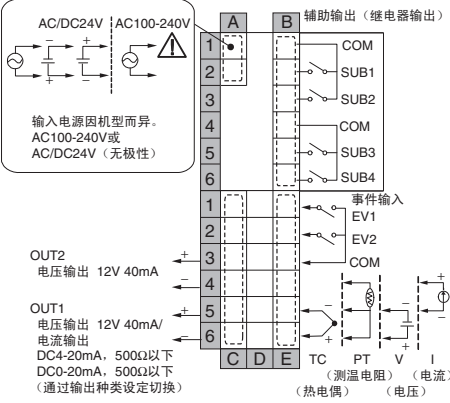 AC/DC24V AC100-240V
+
−
−
+
输入电源因机型而异。
AC100-240V或
AC/DC24V（无极性）
A B
1
2
3
4
5
6
辅助输出（继电器输出）
COM
SUB1
SUB2
COM
SUB3
SUB4
1
2
3
4
5
6
C D E
事件输入
EV1
EV2
COM
OUT2
电压输出 12V 40mA
+
−
OUT1
电压输出 12V 40mA/
电流输出
DC4-20mA，500Ω以下
DC0-20mA，500Ω以下
（通过输出种类设定切换）
+
−
−
+
−
+
+
−
TC PT V I
（测温电阻）（电流）
（热电偶）（电压）